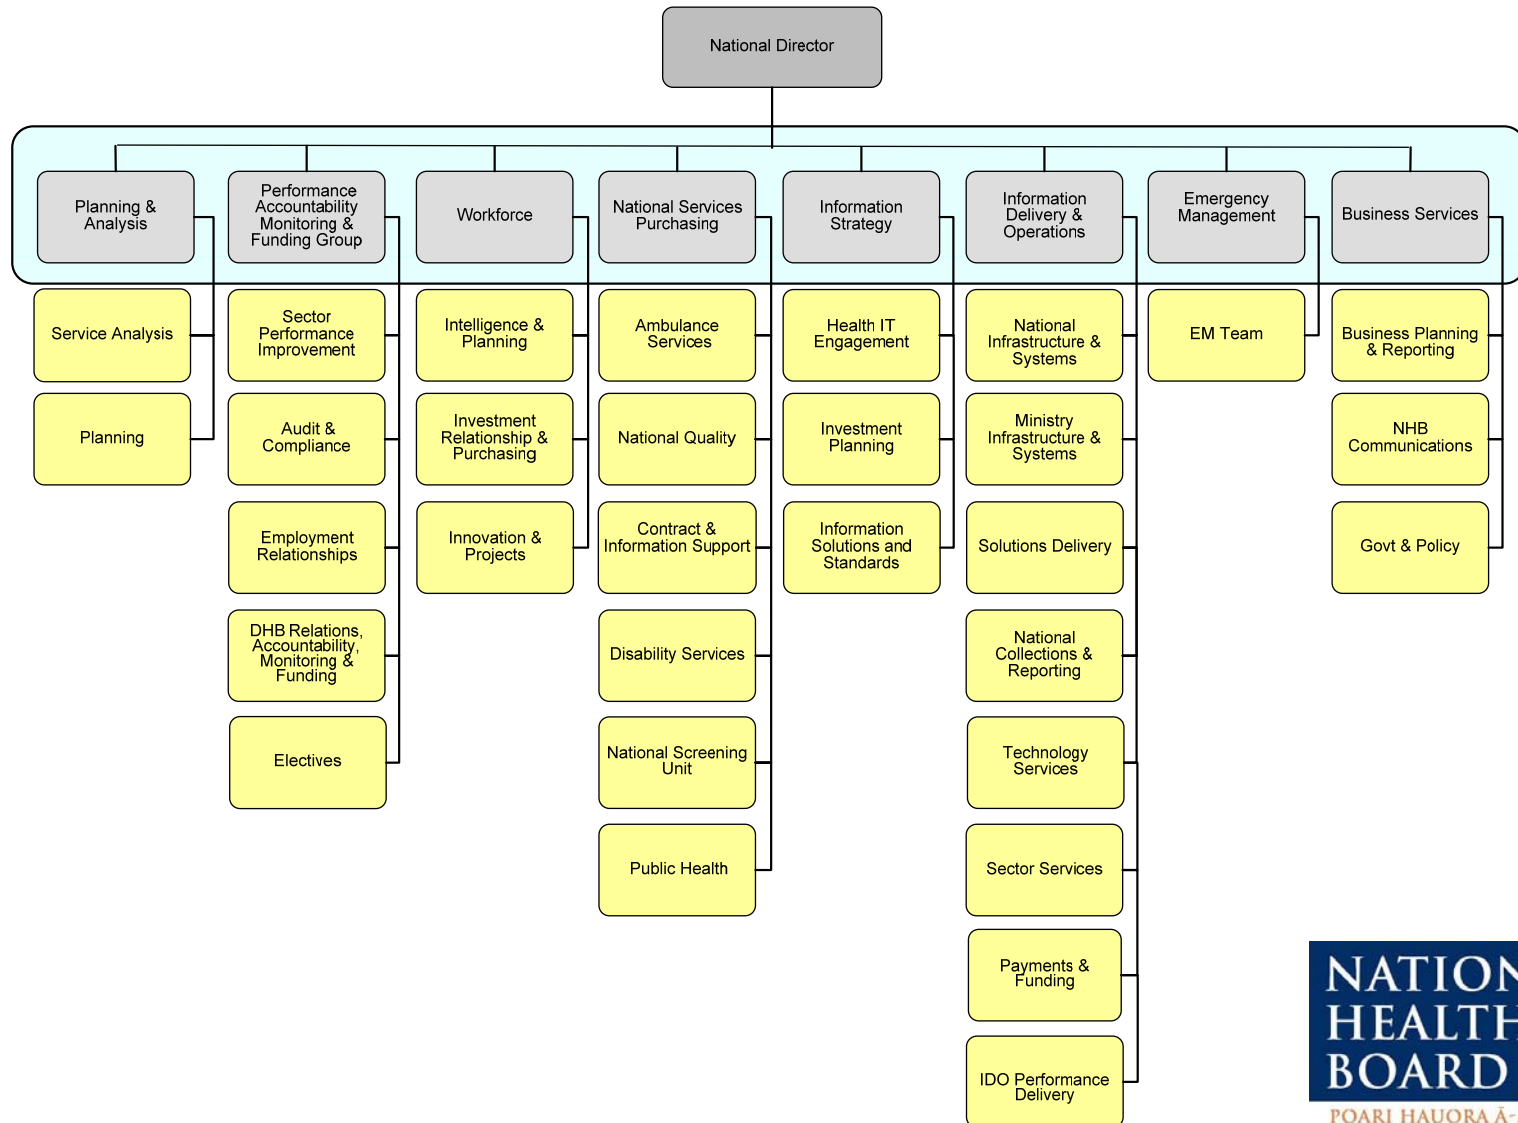 National Director
Planning &
Analysis
Performance
Accountability
Monitoring &
Funding Group
Workforce
National Services
Purchasing
Information
Strategy
Information
Delivery &
Operations
Emergency
Management
Business Services
Service Analysis
Planning
Sector
Performance
Improvement
Audit &
Compliance
Employment
Relationships
DHB Relations,
Accountability,
Monitoring &
Funding
Electives
Intelligence &
Planning
Investment
Relationship &
Purchasing
Innovation &
Projects
Ambulance
Services
National Quality
Contract &
Information Support
Disability Services
National Screening
Unit
Public Health
Health IT
Engagement
Investment
Planning
Information
Solutions and
Standards
National
Infrastructure &
Systems
Ministry
Infrastructure &
Systems
Solutions Delivery
National
Collections &
Reporting
Technology
Services
Sector Services
Payments &
Funding
IDO Performance
Delivery
EM Team
Business Planning
& Reporting
NHB
Communications
Govt & Policy
NATION
HEALTH
BOARD
POARI HAUORA Ā-